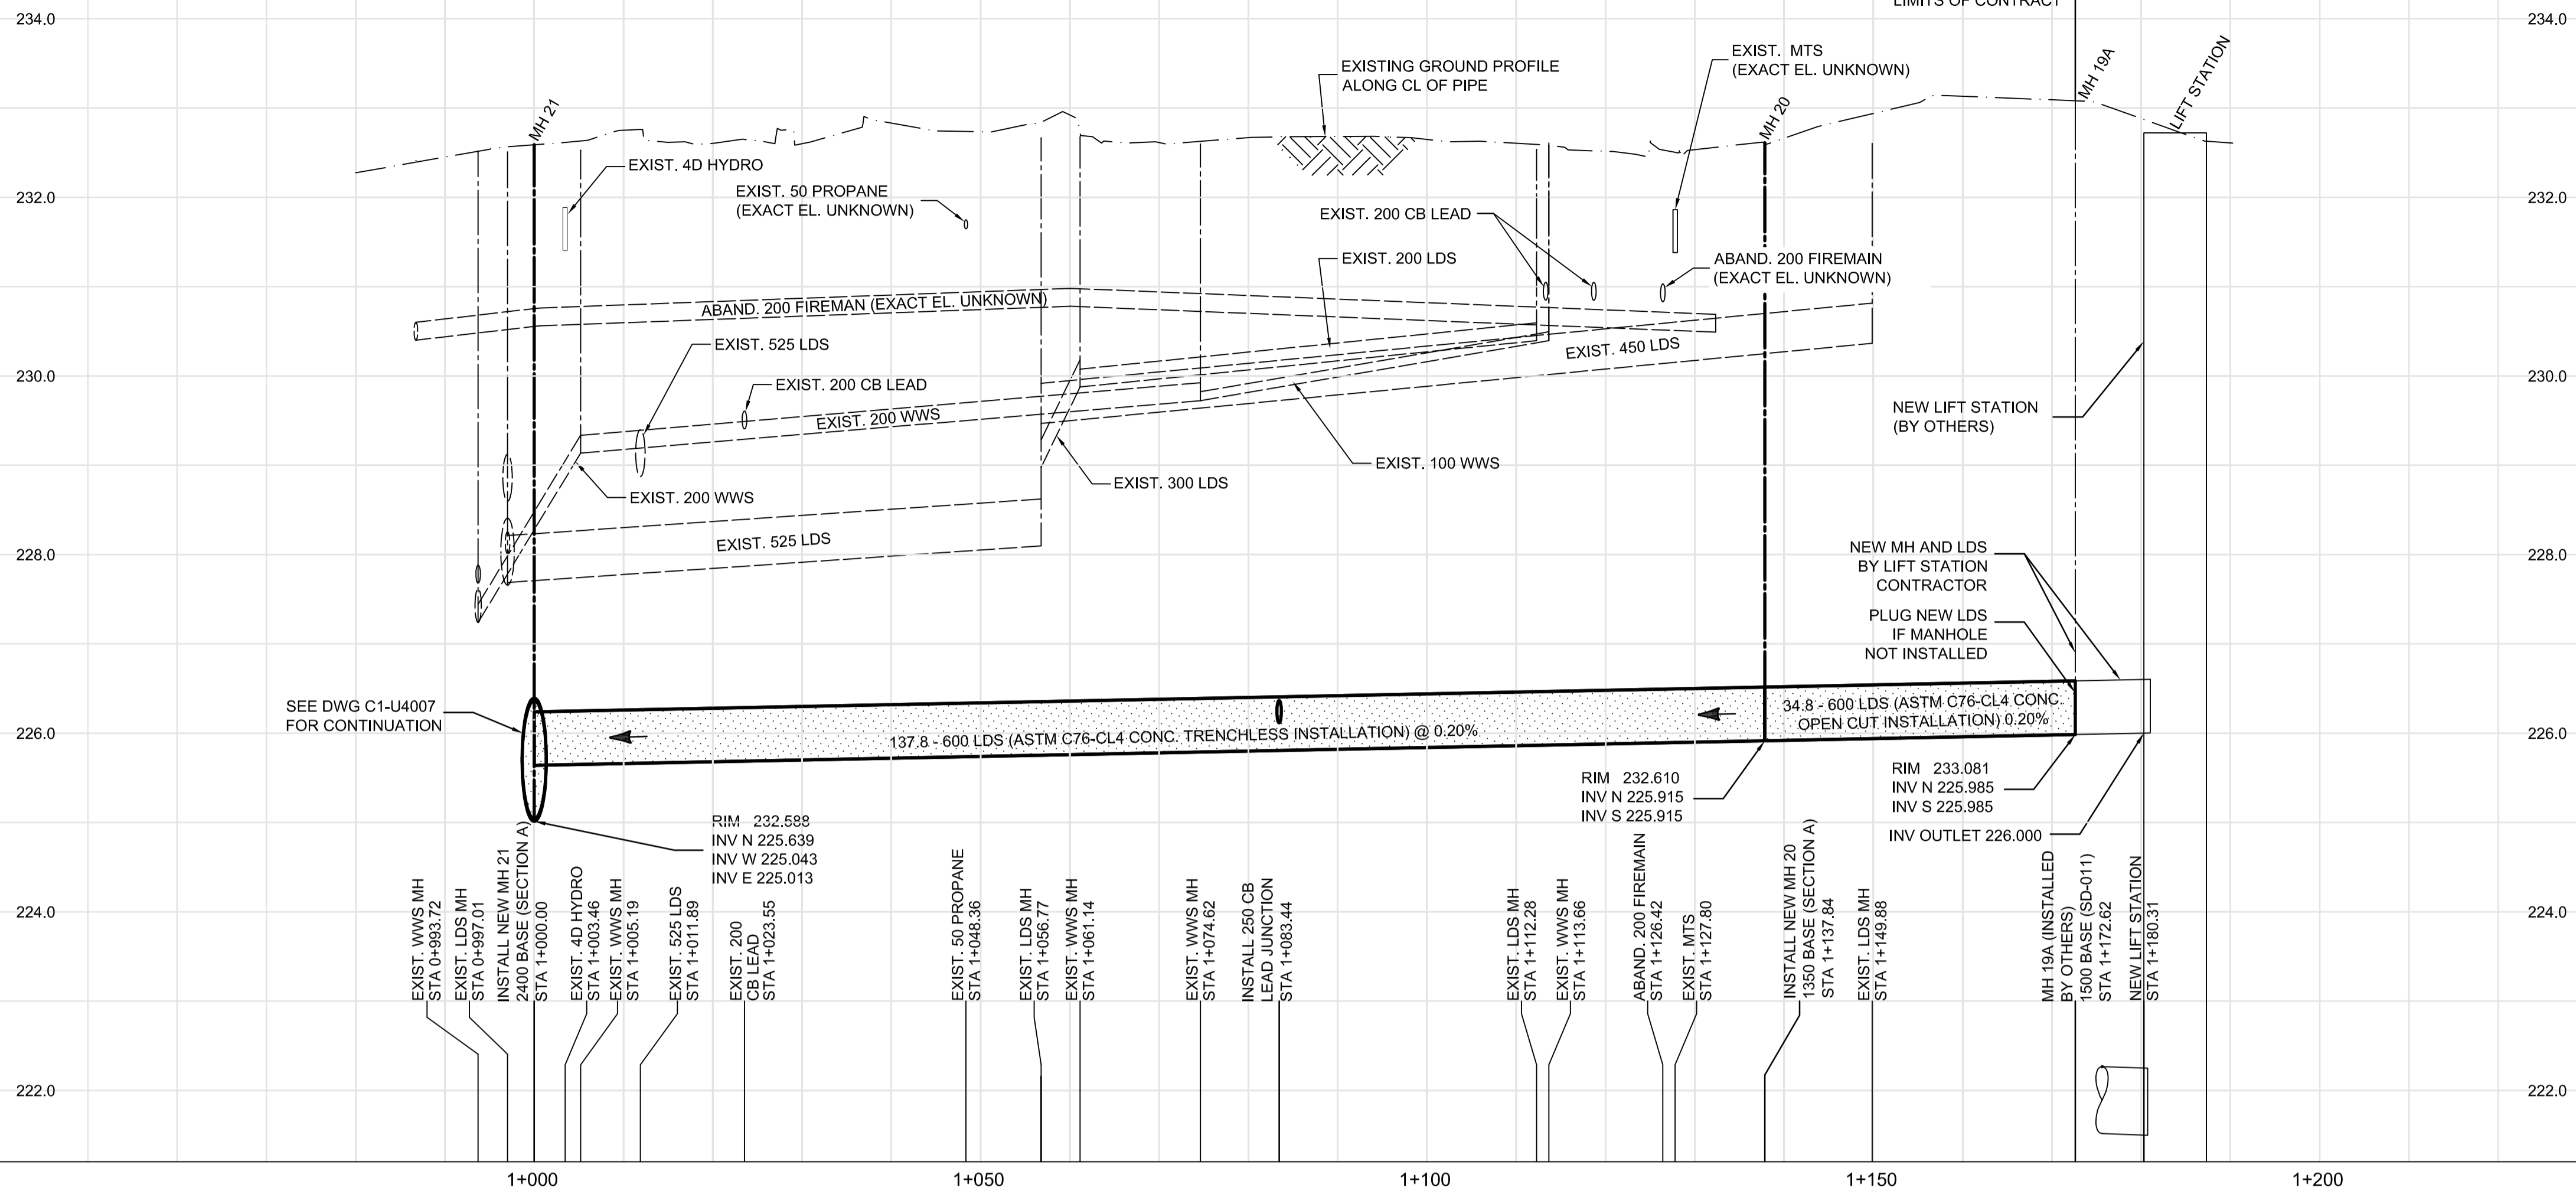 234.0
LIMITS OF CONTRACT
234.0
EXIST. MTS
(EXACT EL. UNKNOWN)
EXISTING GROUND PROFILE
ALONG CL OF PIPE
MH 19A
LIFT STATION
MH 21
MH 20
EXIST. 4D HYDRO
232.0
EXIST. 50 PROPANE
(EXACT EL. UNKNOWN)
232.0
EXIST. 200 CB LEAD
EXIST. 200 LDS
ABAND. 200 FIREMAIN
(EXACT EL. UNKNOWN)
ABAND. 200 FIREMAN (EXACT EL. UNKNOWN)
EXIST. 525 LDS
EXIST. 450 LDS
230.0
EXIST. 200 CB LEAD
230.0
EXIST. 200 WWS
NEW LIFT STATION
(BY OTHERS)
EXIST. 100 WWS
EXIST. 300 LDS
EXIST. 200 WWS
EXIST. 525 LDS
228.0
NEW MH AND LDS
BY LIFT STATION
CONTRACTOR
228.0
PLUG NEW LDS
IF MANHOLE
NOT INSTALLED
SEE DWG C1-U4007
FOR CONTINUATION
34.8 - 600 LDS (ASTM C76-CL4 CONC.
OPEN CUT INSTALLATION) 0.20%
226.0
137.8 - 600 LDS (ASTM C76-CL4 CONC. TRENCHLESS INSTALLATION) @ 0.20%
226.0
RIM 232.610
INV N 225.915
INV S 225.915
RIM 233.081
INV N 225.985
INV S 225.985
INV OUTLET 226.000
RIM 232.588
INV N 225.639
INV W 225.043
INV E 225.013
224.0
EXIST. WWS MH
STA 0+993.72
EXIST. LDS MH
STA 0+997.01
INSTALL NEW MH 21
2400 BASE (SECTION A)
STA 1+000.00
EXIST. 4D HYDRO
STA 1+003.46
EXIST. WWS MH
STA 1+005.19
EXIST. 525 LDS
STA 1+011.89
EXIST. 200
CB LEAD
STA 1+023.55
EXIST. 50 PROPANE
STA 1+048.36
EXIST. LDS MH
STA 1+056.77
EXIST. WWS MH
STA 1+061.14
EXIST. WWS MH
STA 1+074.62
INSTALL 250 CB
LEAD JUNCTION
STA 1+083.44
EXIST. LDS MH
STA 1+112.28
EXIST. WWS MH
STA 1+113.66
ABAND. 200 FIREMAIN
STA 1+126.42
EXIST. MTS
STA 1+127.80
INSTALL NEW MH 20
1350 BASE (SECTION A)
STA 1+137.84
EXIST. LDS MH
STA 1+149.88
MH 19A (INSTALLED
BY OTHERS)
1500 BASE (SD-011)
STA 1+172.62
NEW LIFT STATION
STA 1+180.31
224.0
222.0
222.0
1+000
1+050
1+100
1+150
1+200